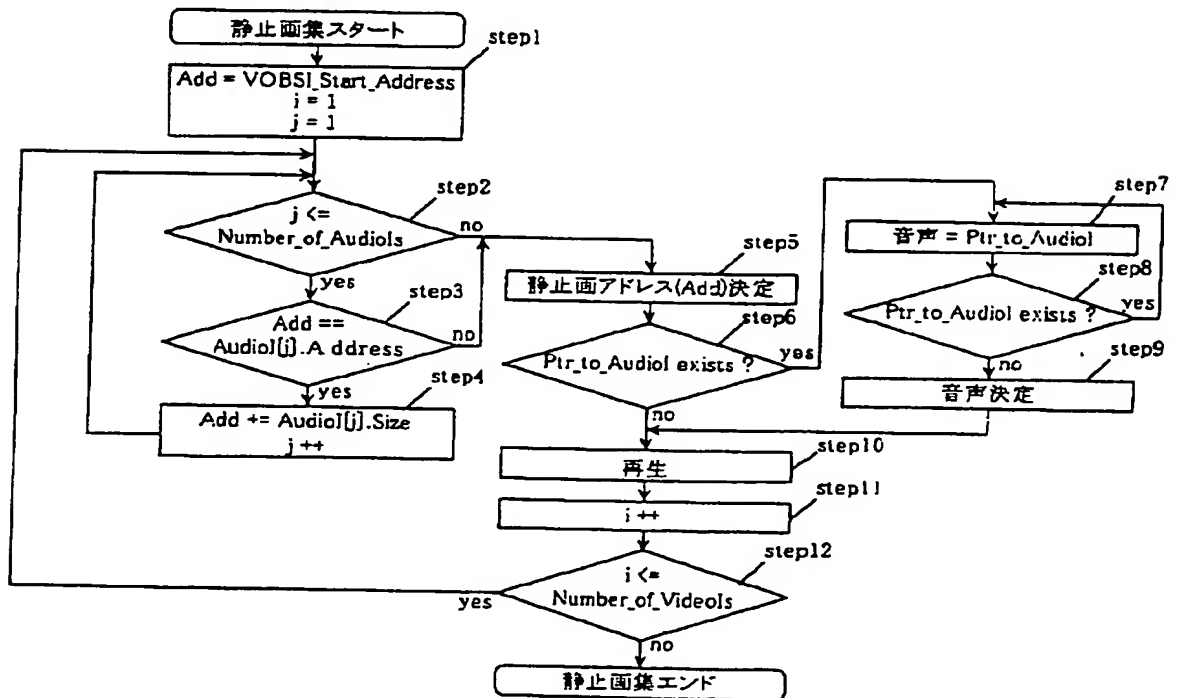 静止画集スタート
step1
Add = VOBSI_Start_Address
i = 1
j = 1
step2
j <=
Number_of_AudioIs
no
yes
step3
Add ==
AudioI[j].A ddress
no
yes
step4
Add += AudioI[j].Size
j ++
step5
静止画アドレス(Add)決定
step6
Ptr_to_AudioI exists ?
yes
no
step7
音声 = Ptr_to_AudioI
step8
Ptr_to_AudioI exists ?
yes
no
step9
音声決定
step10
再生
step11
i ++
step12
i <=
Number_of_VideoIs
yes
no
静止画集エンド